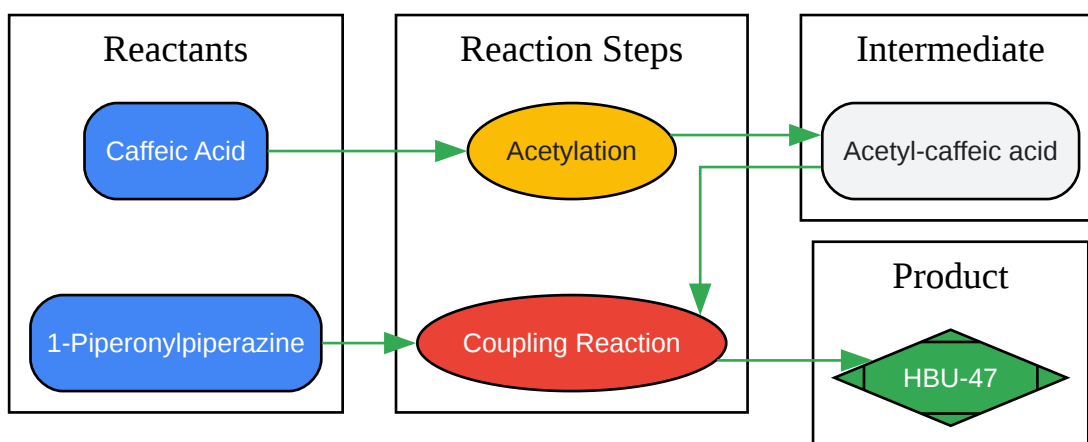 Reactants
Reaction Steps
Intermediate
Caffeic Acid
Acetylation
Acetyl-caffeic acid
Product
1-Piperonylpiperazine
Coupling Reaction
HBU-47